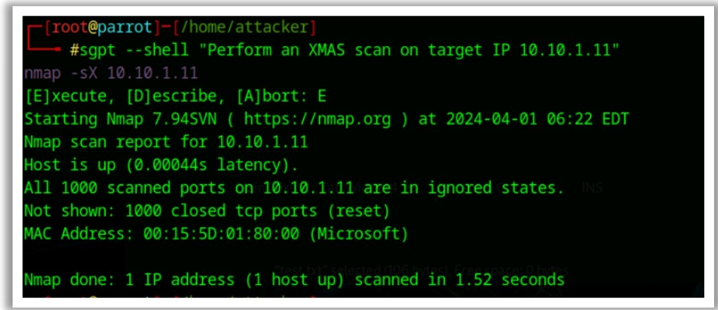 [root@parrot]-[/home/attacker]
#sgpt --shell "Perform an XMAS scan on target IP 10.10.1.11"
nmap -sX 10.10.1.11
[E]xecute, [D]escribe, [A]bort: E
Starting Nmap 7.94SVN ( https://nmap.org ) at 2024-04-01 06:22 EDT
Nmap scan report for 10.10.1.11
Host is up (0.00044s latency).
All 1000 scanned ports on 10.10.1.11 are in ignored states.
Not shown: 1000 closed tcp ports (reset)
MAC Address: 00:15:5D:01:80:00 (Microsoft)
Nmap done: 1 IP address (1 host up) scanned in 1.52 seconds